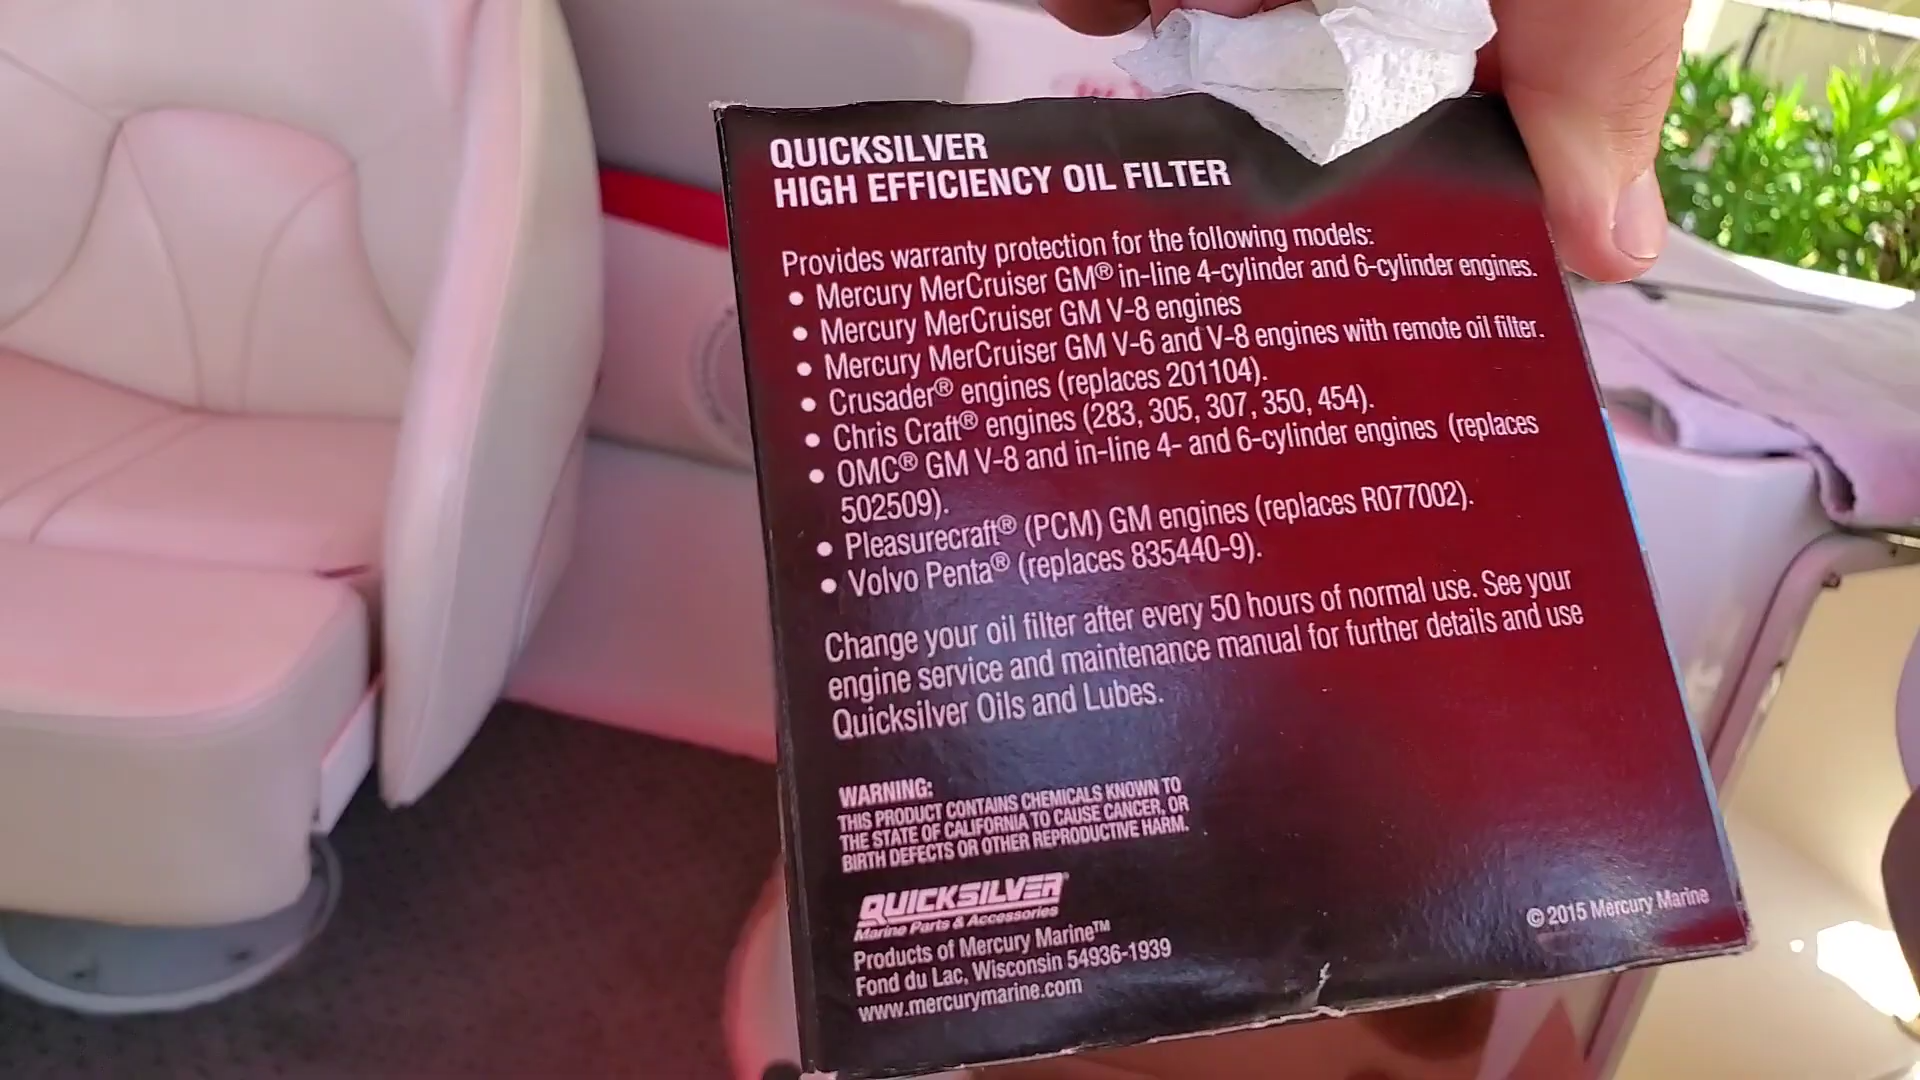 QUICKSILVER
HIGH EFFICIENCY OIL FILTER
Provides warranty protection for the following models:
• Mercury MerCruiser GM® in-line 4-cylinder and 6-cylinder engines.
• Mercury MerCruiser GM V-8 engines
• Mercury MerCruiser GM V-6 and V-8 engines with remote oil filter.
• Crusader® engines (replaces 201104).
• Chris Craft® engines (283, 305, 307, 350, 454).
• OMC® GM V-8 and in-line 4- and 6-cylinder engines (replaces
502509).
• Pleasurecraft® (PCM) GM engines (replaces R077002).
• Volvo Penta® (replaces 835440-9).
Change your oil filter after every 50 hours of normal use. See your
engine service and maintenance manual for further details and use
Quicksilver Oils and Lubes.
WARNING:
THIS PRODUCT CONTAINS CHEMICALS KNOWN TO
THE STATE OF CALIFORNIA TO CAUSE CANCER, OR
BIRTH DEFECTS OR OTHER REPRODUCTIVE HARM.
QUICKSILVER®
Marine Parts & Accessories
Products of Mercury Marine™
Fond du Lac, Wisconsin 54936-1939
www.mercurymarine.com
© 2015 Mercury Marine